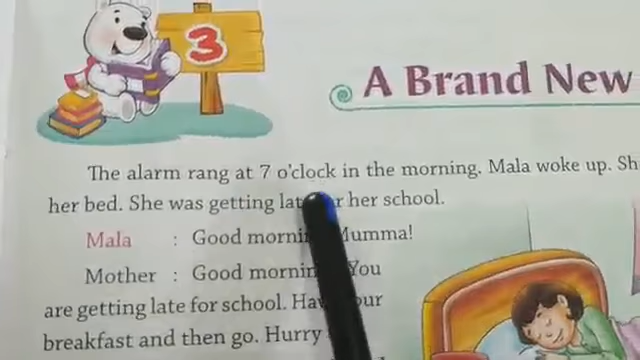 3
A Brand New
The alarm rang at 7 o'clock in the morning. Mala woke up.
her bed. She was getting her school.
Mala : Good Mumma!
Mother : Good You
are getting late for school.
breakfast and then go. Hurry